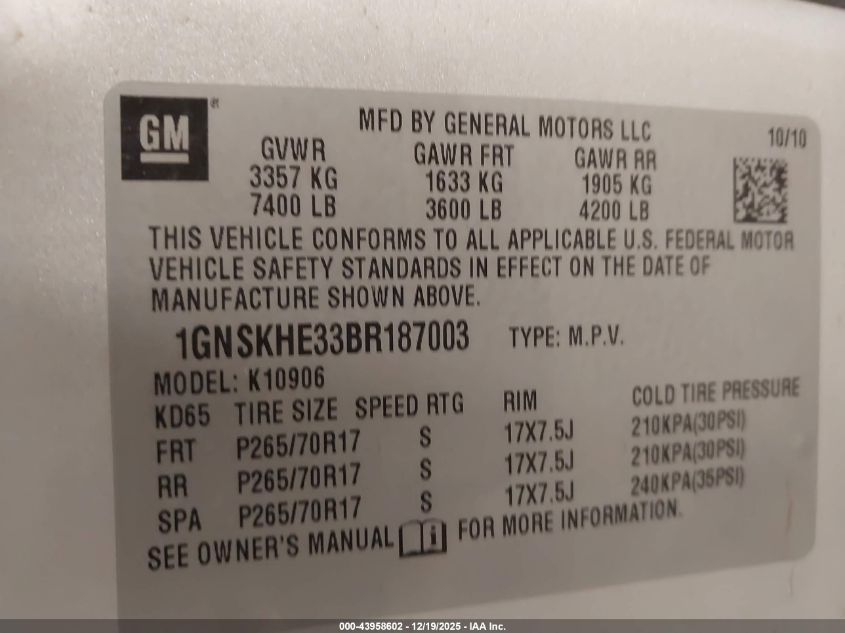 GM ®
MFD BY GENERAL MOTORS LLC 10/10
GVWR GAWR FRT GAWR RR
3357 KG 1633 KG 1905 KG
7400 LB 3600 LB 4200 LB
THIS VEHICLE CONFORMS TO ALL APPLICABLE U.S. FEDERAL MOTOR
VEHICLE SAFETY STANDARDS IN EFFECT ON THE DATE OF
MANUFACTURE SHOWN ABOVE.
1GNSKHE33BR187003 TYPE: M.P.V.
MODEL: K10906
KD65 TIRE SIZE SPEED RTG RIM COLD TIRE PRESSURE
FRT P265/70R17 S 17X7.5J 210KPA(30PSI)
RR P265/70R17 S 17X7.5J 210KPA(30PSI)
SPA P265/70R17 S 17X7.5J 240KPA(35PSI)
SEE OWNER'S MANUAL i FOR MORE INFORMATION.
000-43958602 - 12/19/2025 - IAA Inc.